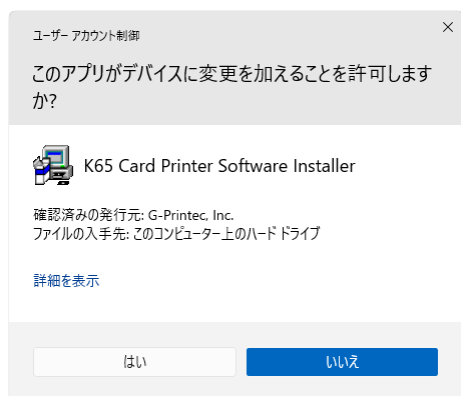 ユーザー アカウント制御
このアプリがデバイスに変更を加えることを許可します
か?
K65 Card Printer Software Installer
確認済みの発行元: G-Printec, Inc.
ファイルの入手先: このコンピューター上のハード ドライブ
詳細を表示
はい
いいえ